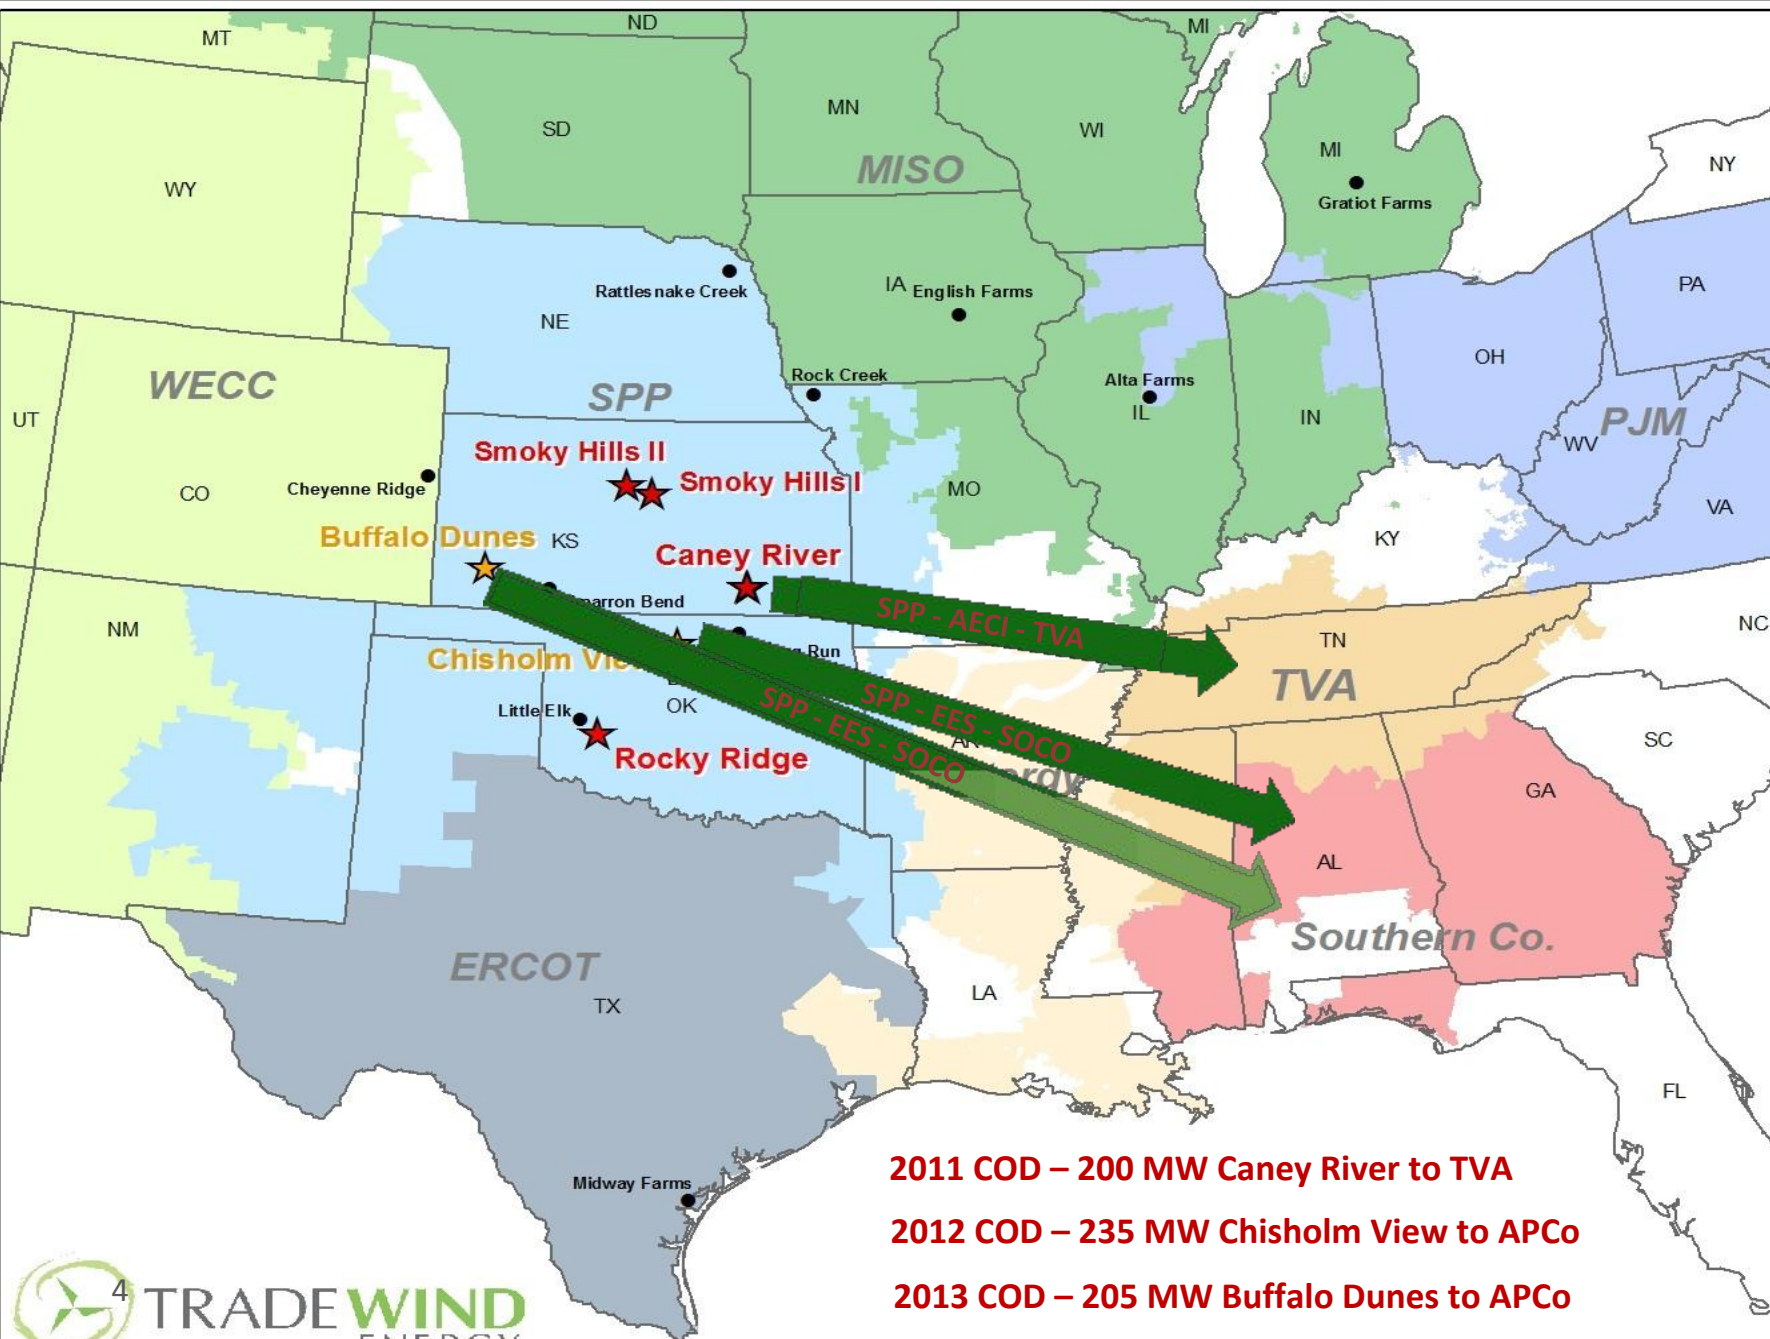 MT
ND
MI
SD
MN
WI
MI
NY
WY
MISO
Gratiot Farms
Rattlesnake Creek
IA
English Farms
PA
NE
OH
WECC
SPP
Rock Creek
Alta Farms
IL
IN
PJM
UT
WV
Smoky Hills II
Smoky Hills I
CO
Cheyenne Ridge
MO
VA
Buffalo Dunes
KS
Caney River
KY
Bend
SPP - AECI - TVA
NM
TN
NC
Run
Chisholm
TVA
SPP - EES - SOCO
SPP - EES - SOCO
Little Elk
OK
SC
Rocky Ridge
GA
AL
Southern Co.
ERCOT
TX
LA
FL
Midway Farms
2011 COD – 200 MW Caney River to TVA
2012 COD – 235 MW Chisholm View to APCo
2013 COD – 205 MW Buffalo Dunes to APCo
4
TRADEWIND
ENERGY